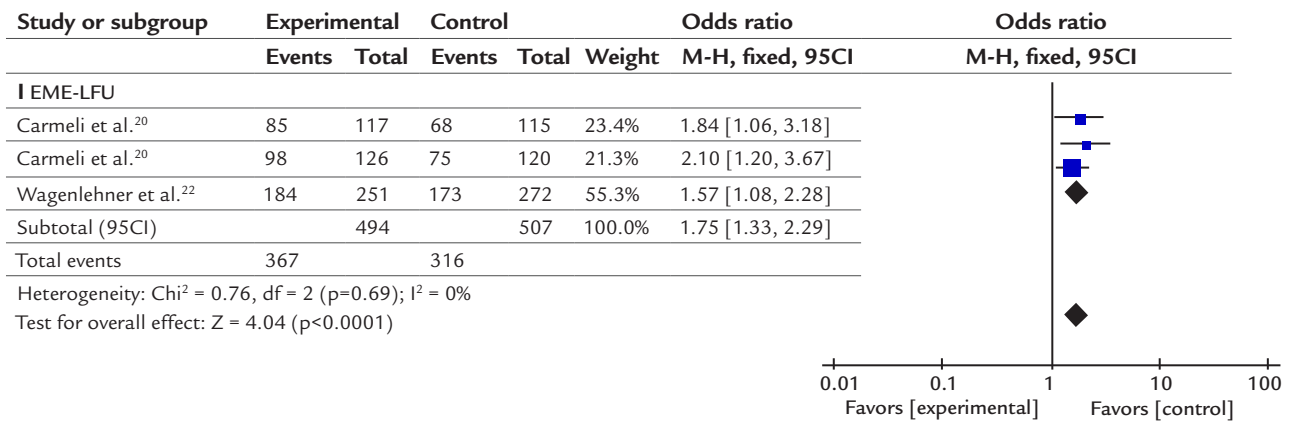 Study or subgroup Experimental Control Odds ratio Odds ratio
Events Total Events Total Weight M-H, fixed, 95CI M-H, fixed, 95CI
I EME-LFU
Carmeli et al.20 85 117 68 115 23.4% 1.84 [1.06, 3.18]
Carmeli et al.20 98 126 75 120 21.3% 2.10 [1.20, 3.67]
Wagenlehner et al.22 184 251 173 272 55.3% 1.57 [1.08, 2.28]
Subtotal (95CI) 494 507 100.0% 1.75 [1.33, 2.29]
Total events 367 316
Heterogeneity: Chi2 = 0.76, df = 2 (p=0.69); I2 = 0%
Test for overall effect: Z = 4.04 (p<0.0001)
0.01 0.1 1 10 100
Favors [experimental] Favors [control]